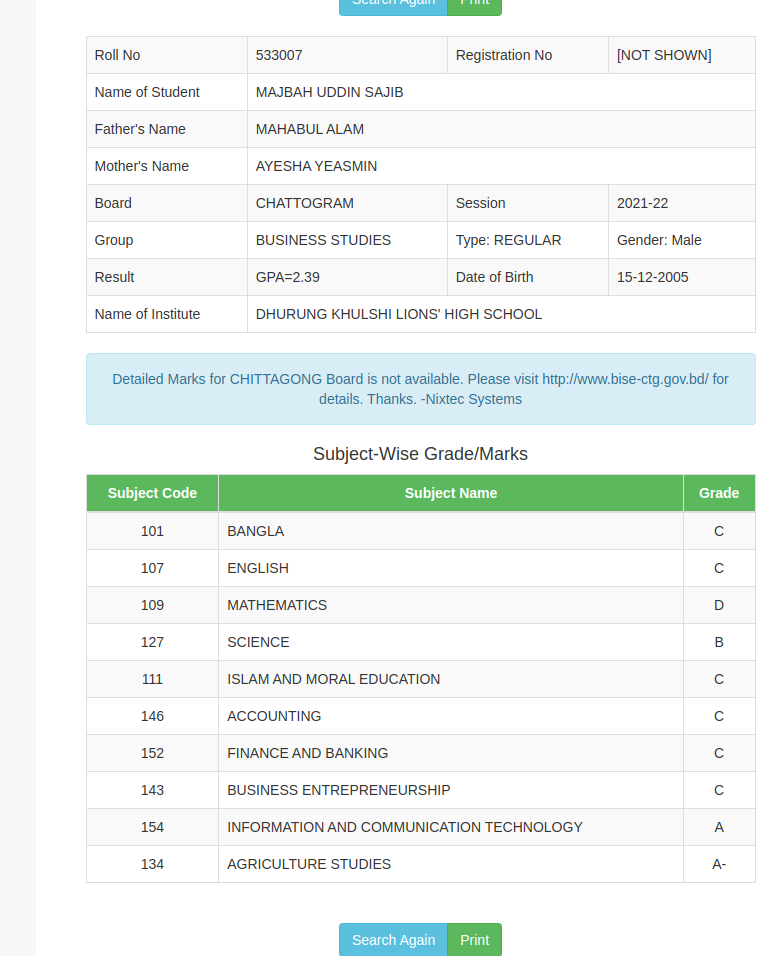 Search Again Print
Roll No 533007 Registration No [NOT SHOWN]
Name of Student MAJBAH UDDIN SAJIB
Father's Name MAHABUL ALAM
Mother's Name AYESHA YEASMIN
Board CHATTOGRAM Session 2021-22
Group BUSINESS STUDIES Type: REGULAR Gender: Male
Result GPA=2.39 Date of Birth 15-12-2005
Name of Institute DHURUNG KHULSHI LIONS' HIGH SCHOOL
Detailed Marks for CHITTAGONG Board is not available. Please visit http://www.bise-ctg.gov.bd/ for
details. Thanks. -Nixtec Systems
Subject-Wise Grade/Marks
Subject Code Subject Name Grade
101 BANGLA C
107 ENGLISH C
109 MATHEMATICS D
127 SCIENCE B
111 ISLAM AND MORAL EDUCATION C
146 ACCOUNTING C
152 FINANCE AND BANKING C
143 BUSINESS ENTREPRENEURSHIP C
154 INFORMATION AND COMMUNICATION TECHNOLOGY A
134 AGRICULTURE STUDIES A-
Search Again Print